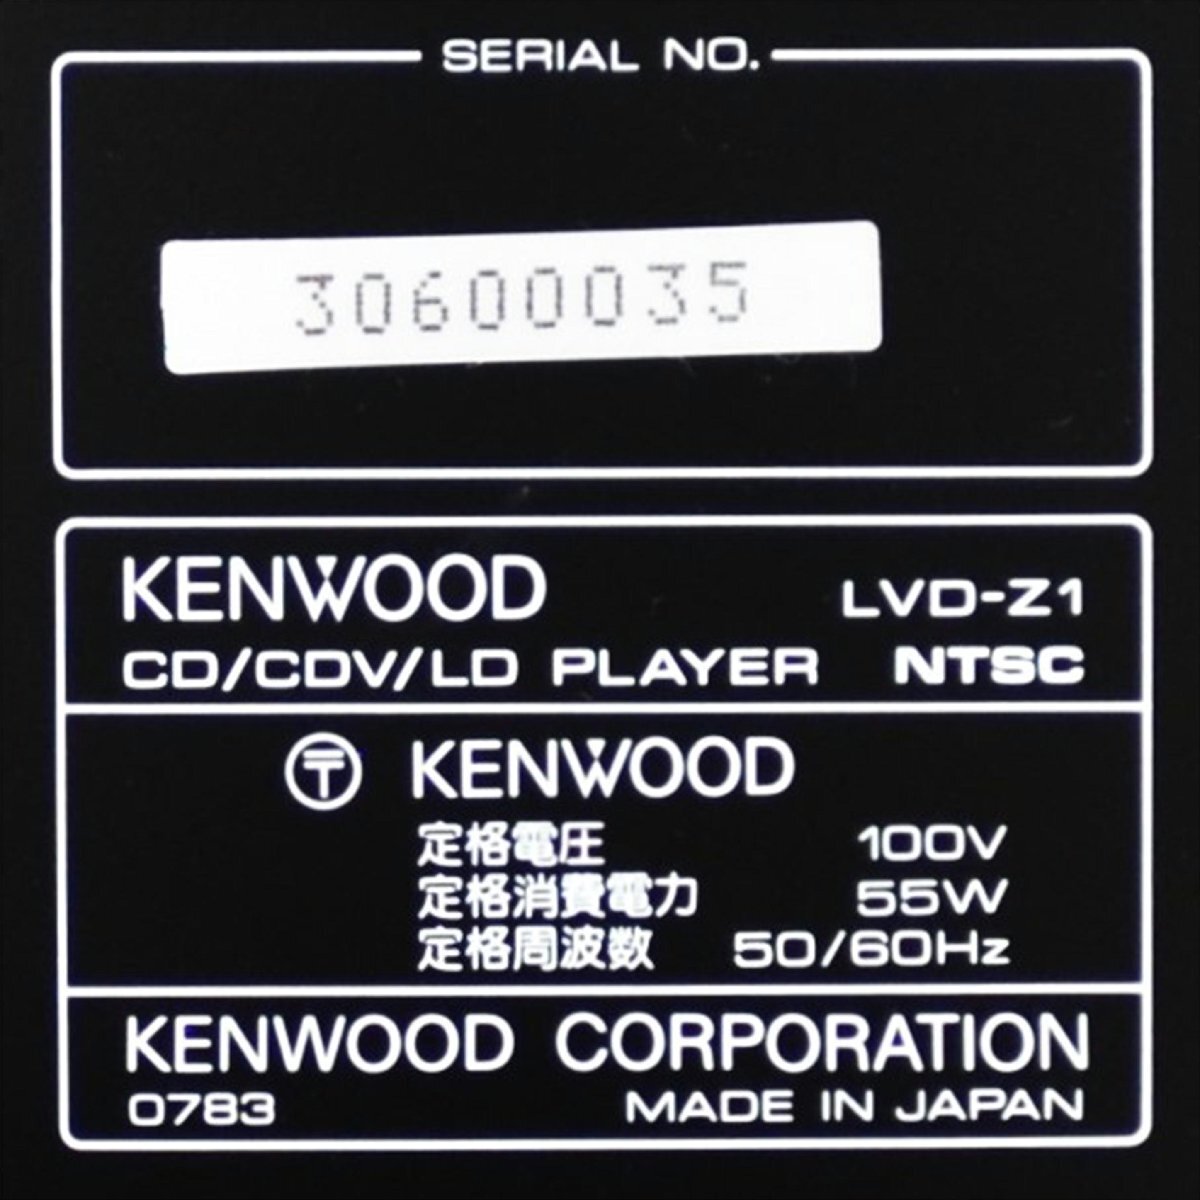 SERIAL NO.
30600035
KENWOOD LVD-Z1
CD/CDV/LD PLAYER NTSC
〒 KENWOOD
定格電圧 100V
定格消費電力 55W
定格周波数 50/60Hz
KENWOOD CORPORATION
0783 MADE IN JAPAN